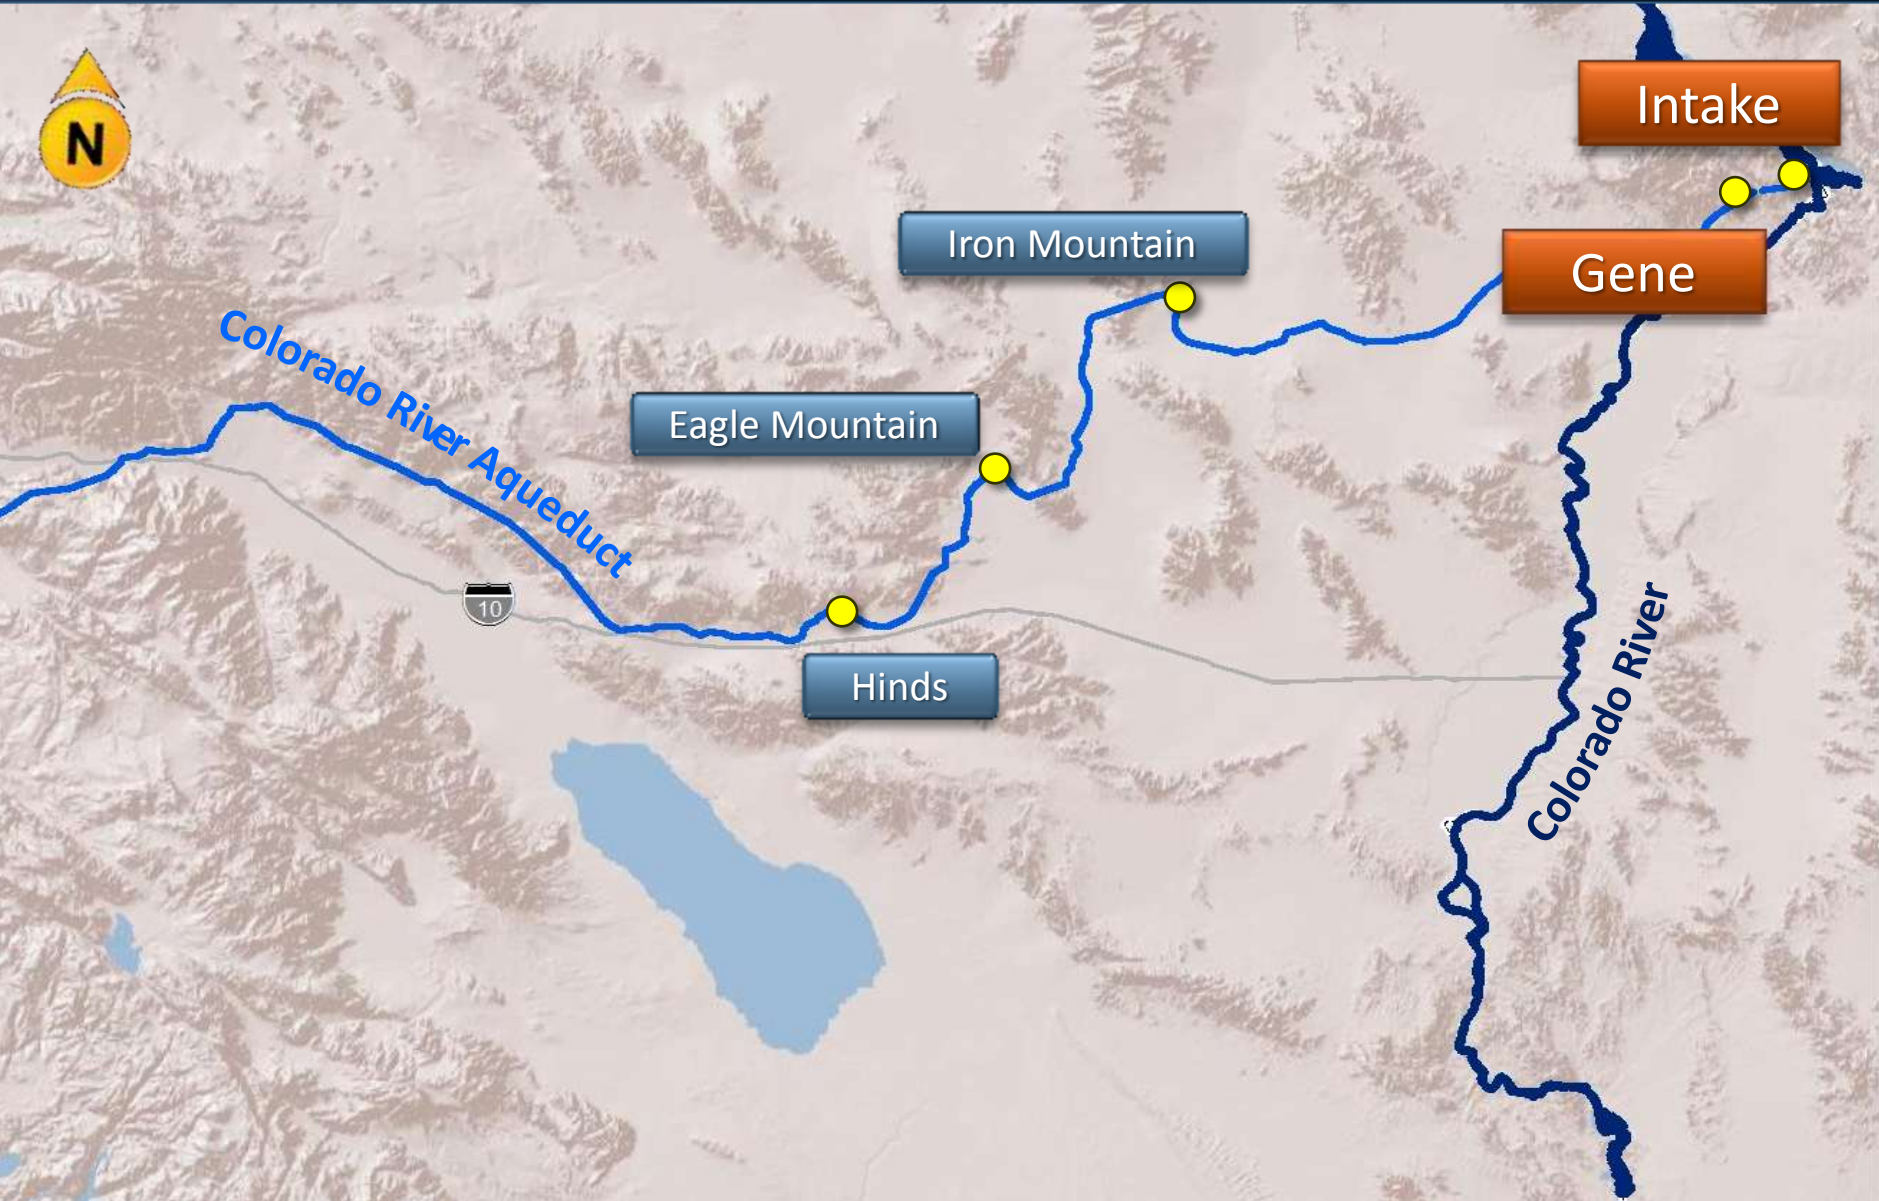 N
Intake
Iron Mountain
Gene
Colorado River Aqueduct
Eagle Mountain
10
Hinds
Colorado River